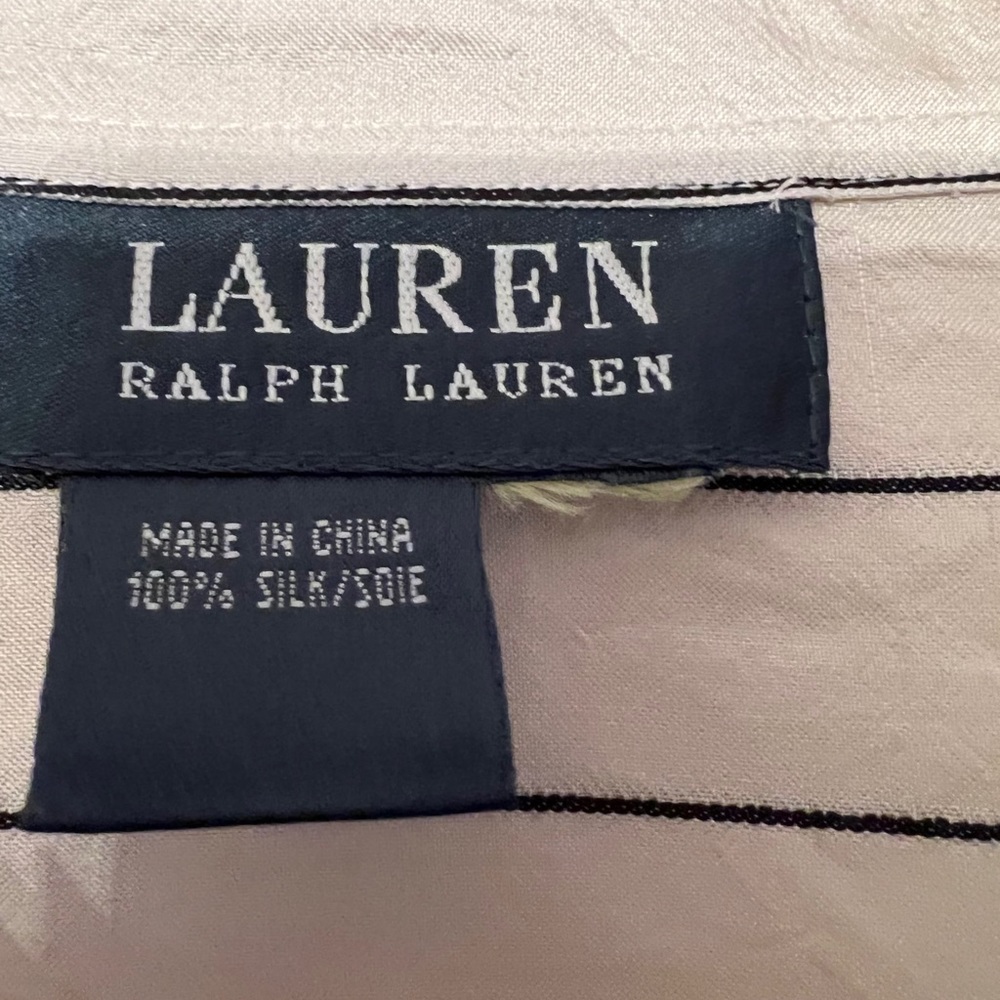 LAUREN
RALPH LAUREN
MADE IN CHINA
100% SILK/SOIE